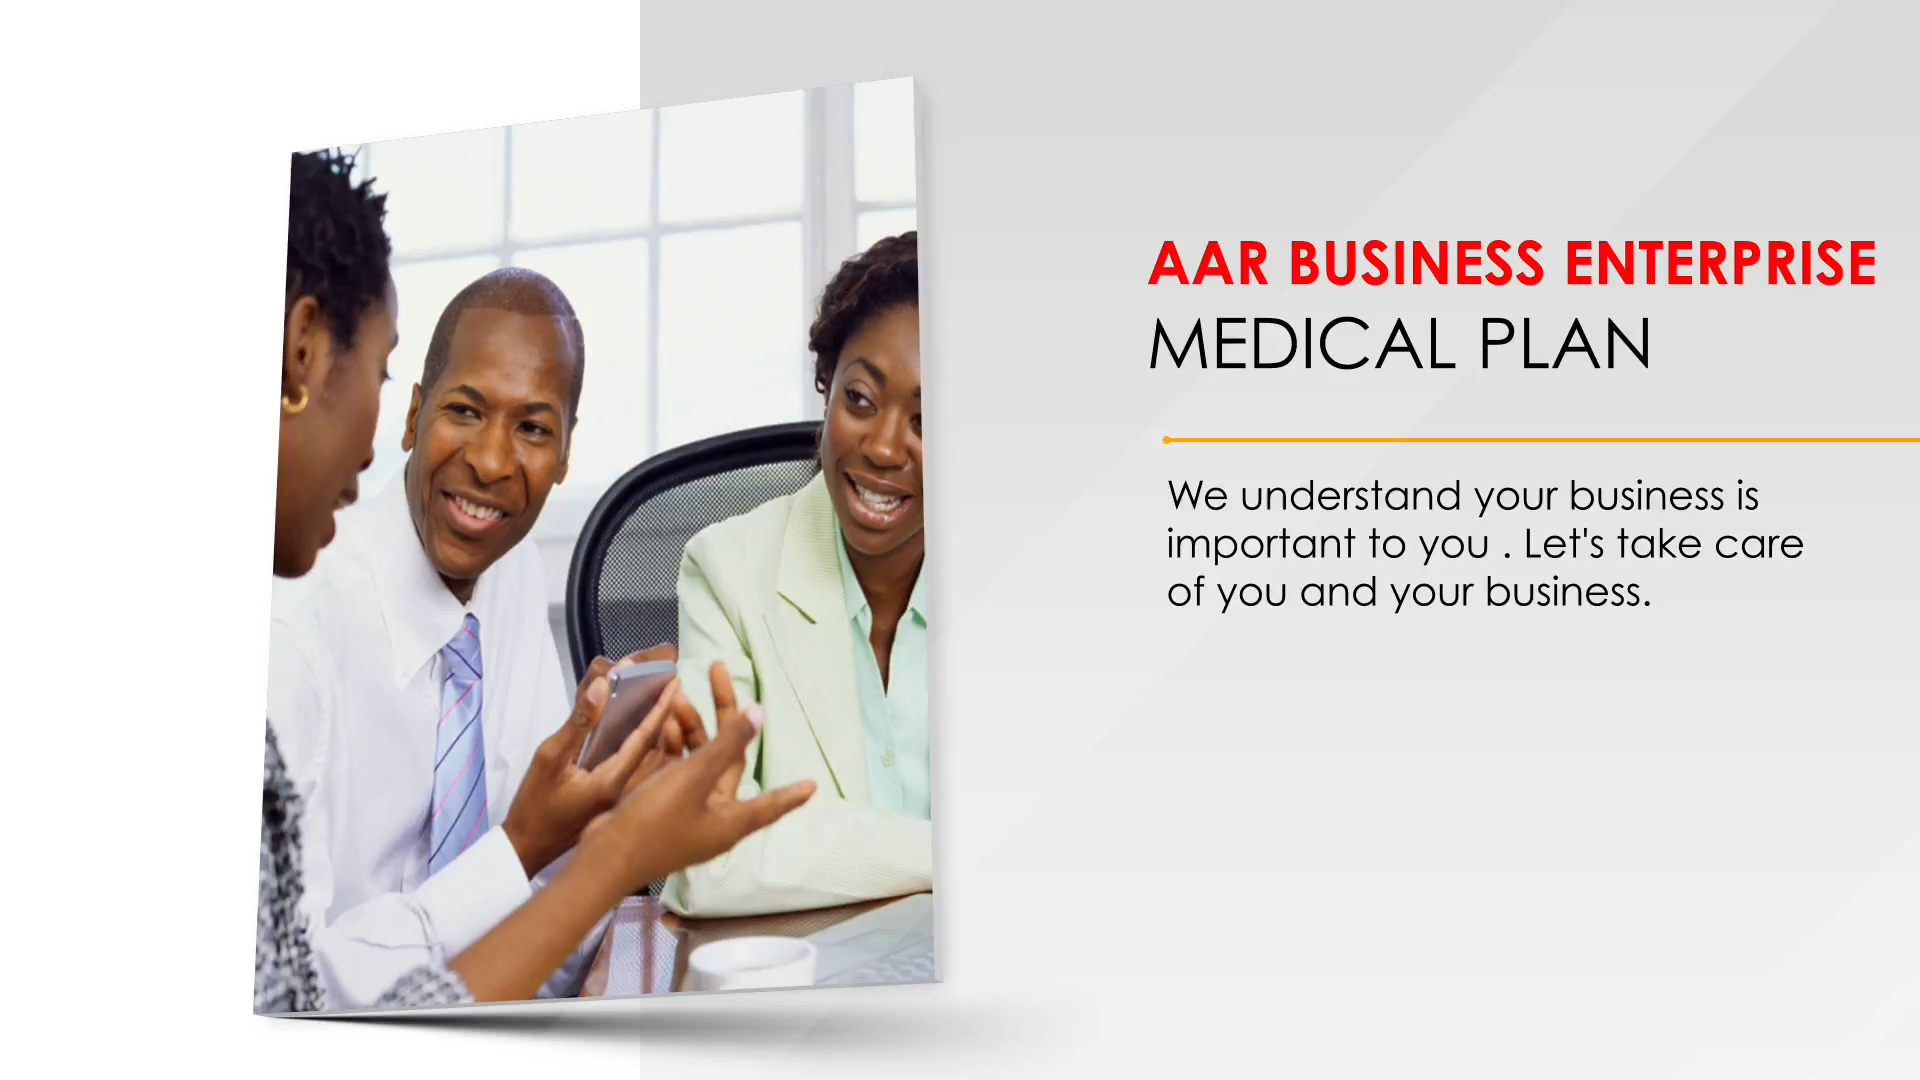 AAR BUSINESS ENTERPRISE
MEDICAL PLAN
We understand your business is
important to you . Let's take care
of you and your business.